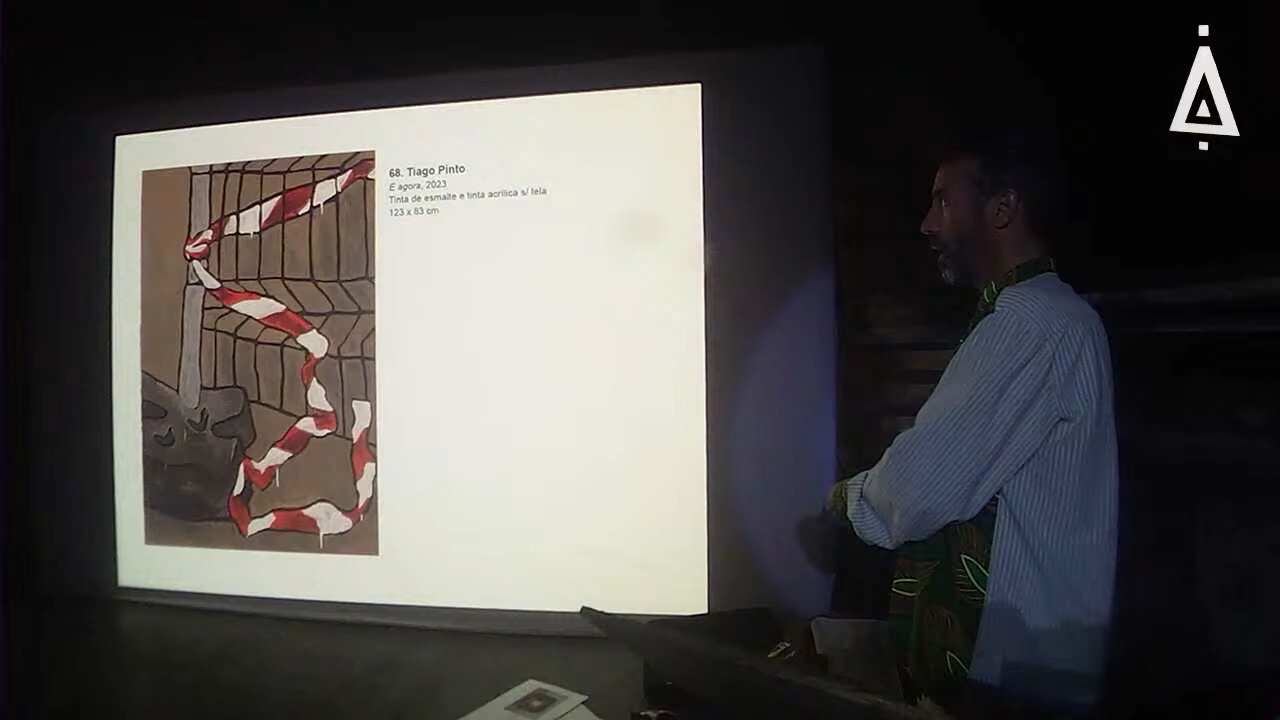 68. Tiago Pinto
E agora, 2023
Tinta de esmalte e tinta acrílica s/ tela
123 x 83 cm